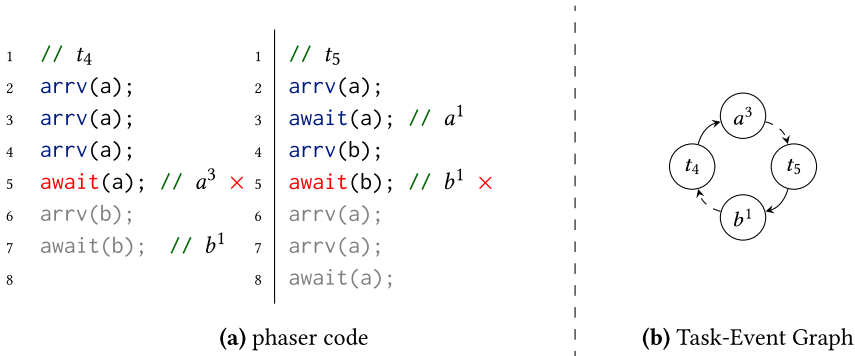 1 // t₄
2 arrv(a);
3 arrv(a);
4 arrv(a);
5 await(a); // a³ ×
6 arrv(b);
7 await(b); // b¹
8
1 // t₅
2 arrv(a);
3 await(a); // a¹
4 arrv(b);
5 await(b); // b¹ ×
6 arrv(a);
7 arrv(a);
8 await(a);
(a) phaser code
a³
t₄
t₅
b¹
(b) Task-Event Graph